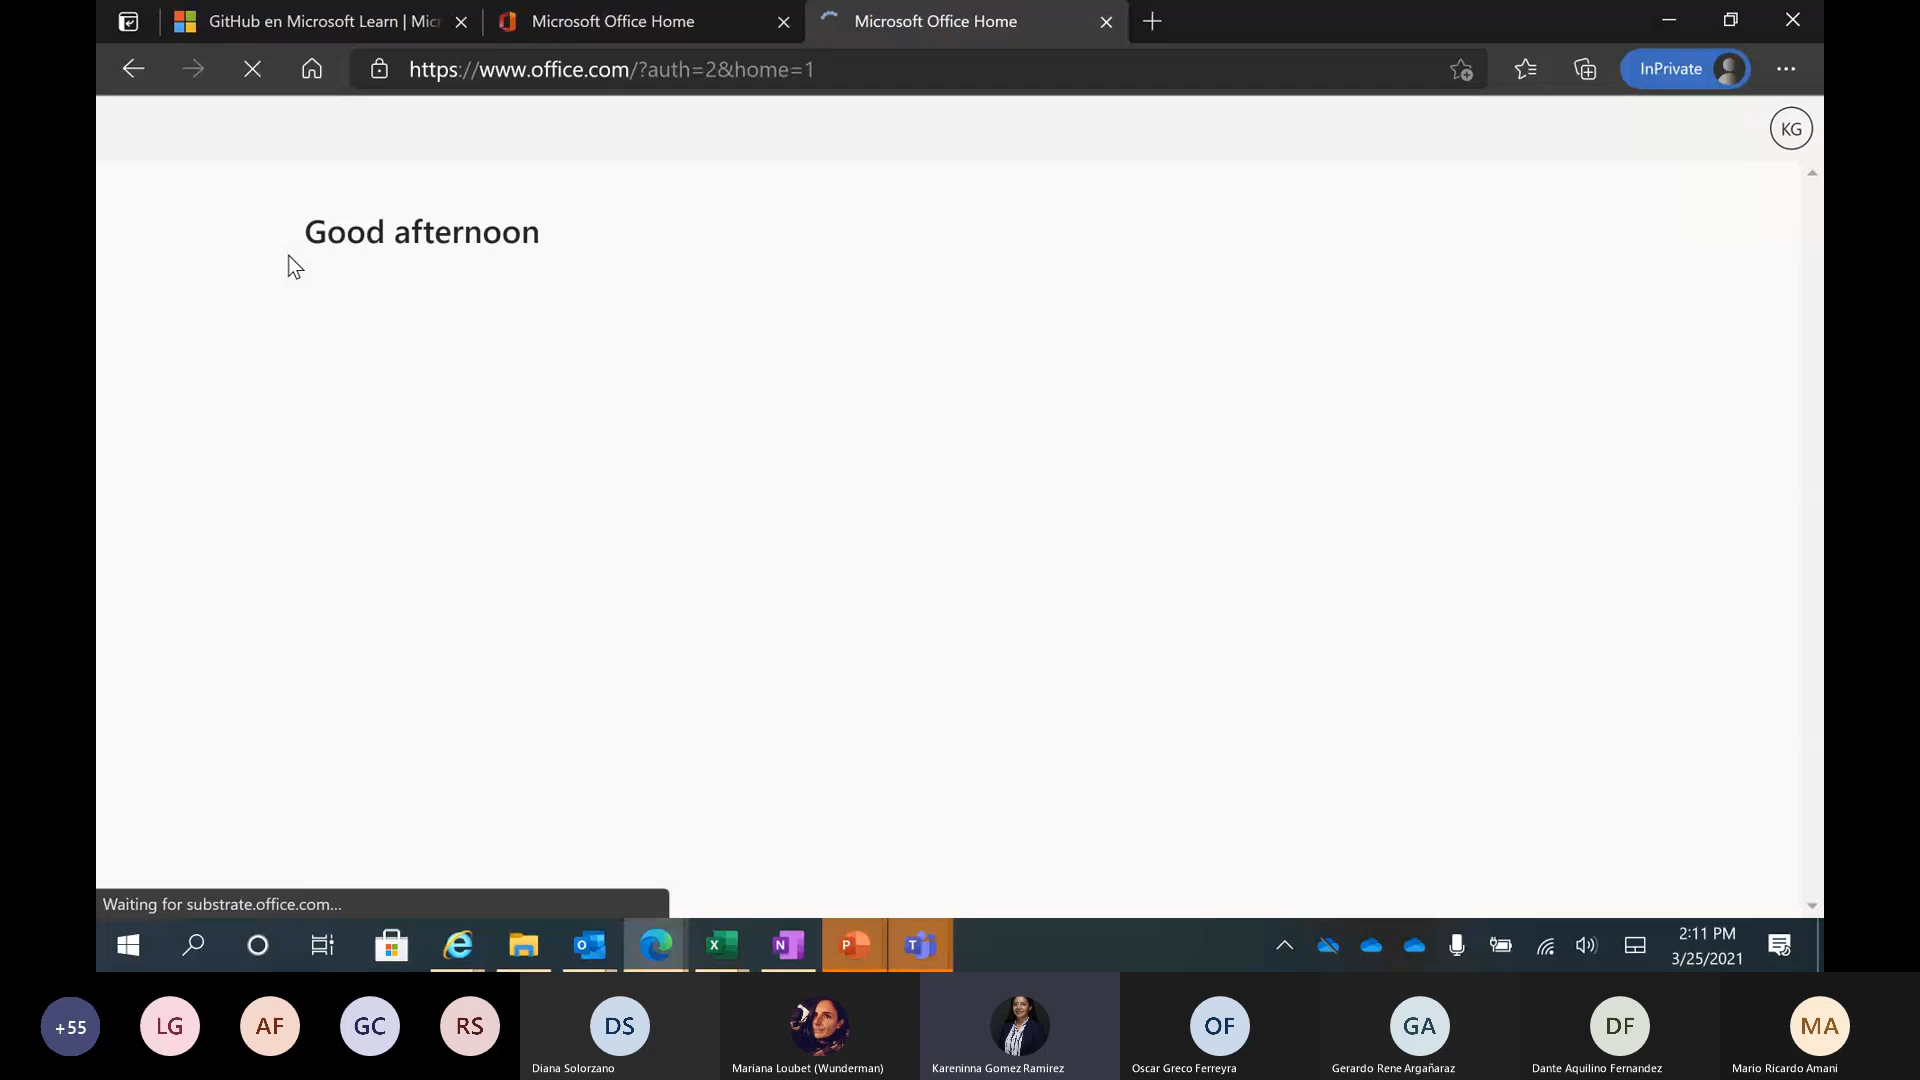 GitHub en Microsoft Learn | Micr
Microsoft Office Home
Microsoft Office Home
https://www.office.com/?auth=2&home=1
InPrivate
KG
Good afternoon
Waiting for substrate.office.com...
2:11 PM
3/25/2021
+55
LG
AF
GC
RS
DS
OF
GA
DF
MA
Diana Solorzano
Mariana Loubet (Wunderman)
Kareninna Gomez Ramirez
Oscar Greco Ferreyra
Gerardo Rene Argañaraz
Dante Aquilino Fernandez
Mario Ricardo Amani